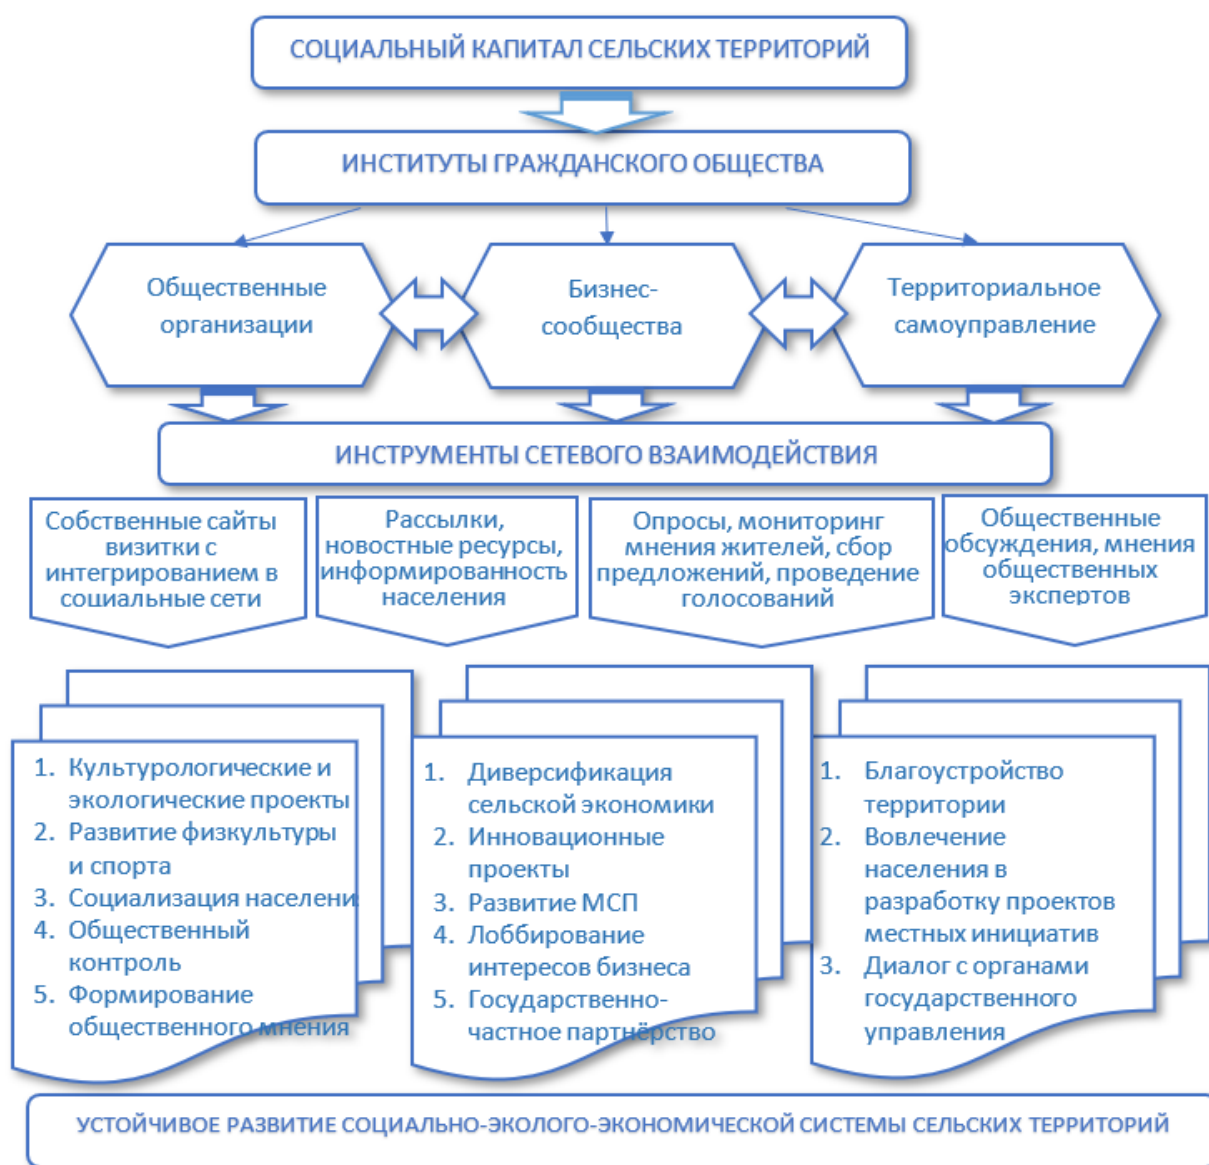 СОЦИАЛЬНЫЙ КАПИТАЛ СЕЛЬСКИХ ТЕРРИТОРИЙ
ИНСТИТУТЫ ГРАЖДАНСКОГО ОБЩЕСТВА
Общественные
организации
Бизнес-
сообщества
Территориальное
самоуправление
ИНСТРУМЕНТЫ СЕТЕВОГО ВЗАИМОДЕЙСТВИЯ
Собственные сайты
визитки с
интегрированием в
социальные сети
Рассылки,
новостные ресурсы,
информированность
населения
Опросы, мониторинг
мнения жителей, сбор
предложений, проведение
голосований
Общественные
обсуждения, мнения
общественных
экспертов
1. Культурологические и
экологические проекты
2. Развитие физкультуры
и спорта
3. Социализация населени
4. Общественный
контроль
5. Формирование
общественного мнения
1. Диверсификация
сельской экономики
2. Инновационные
проекты
3. Развитие МСП
4. Лоббирование
интересов бизнеса
5. Государственно-
частное партнёрство
1. Благоустройство
территории
2. Вовлечение
населения в
разработку проектов
местных инициатив
3. Диалог с органами
государственного
управления
УСТОЙЧИВОЕ РАЗВИТИЕ СОЦИАЛЬНО-ЭКОЛОГО-ЭКОНОМИЧЕСКОЙ СИСТЕМЫ СЕЛЬСКИХ ТЕРРИТОРИЙ